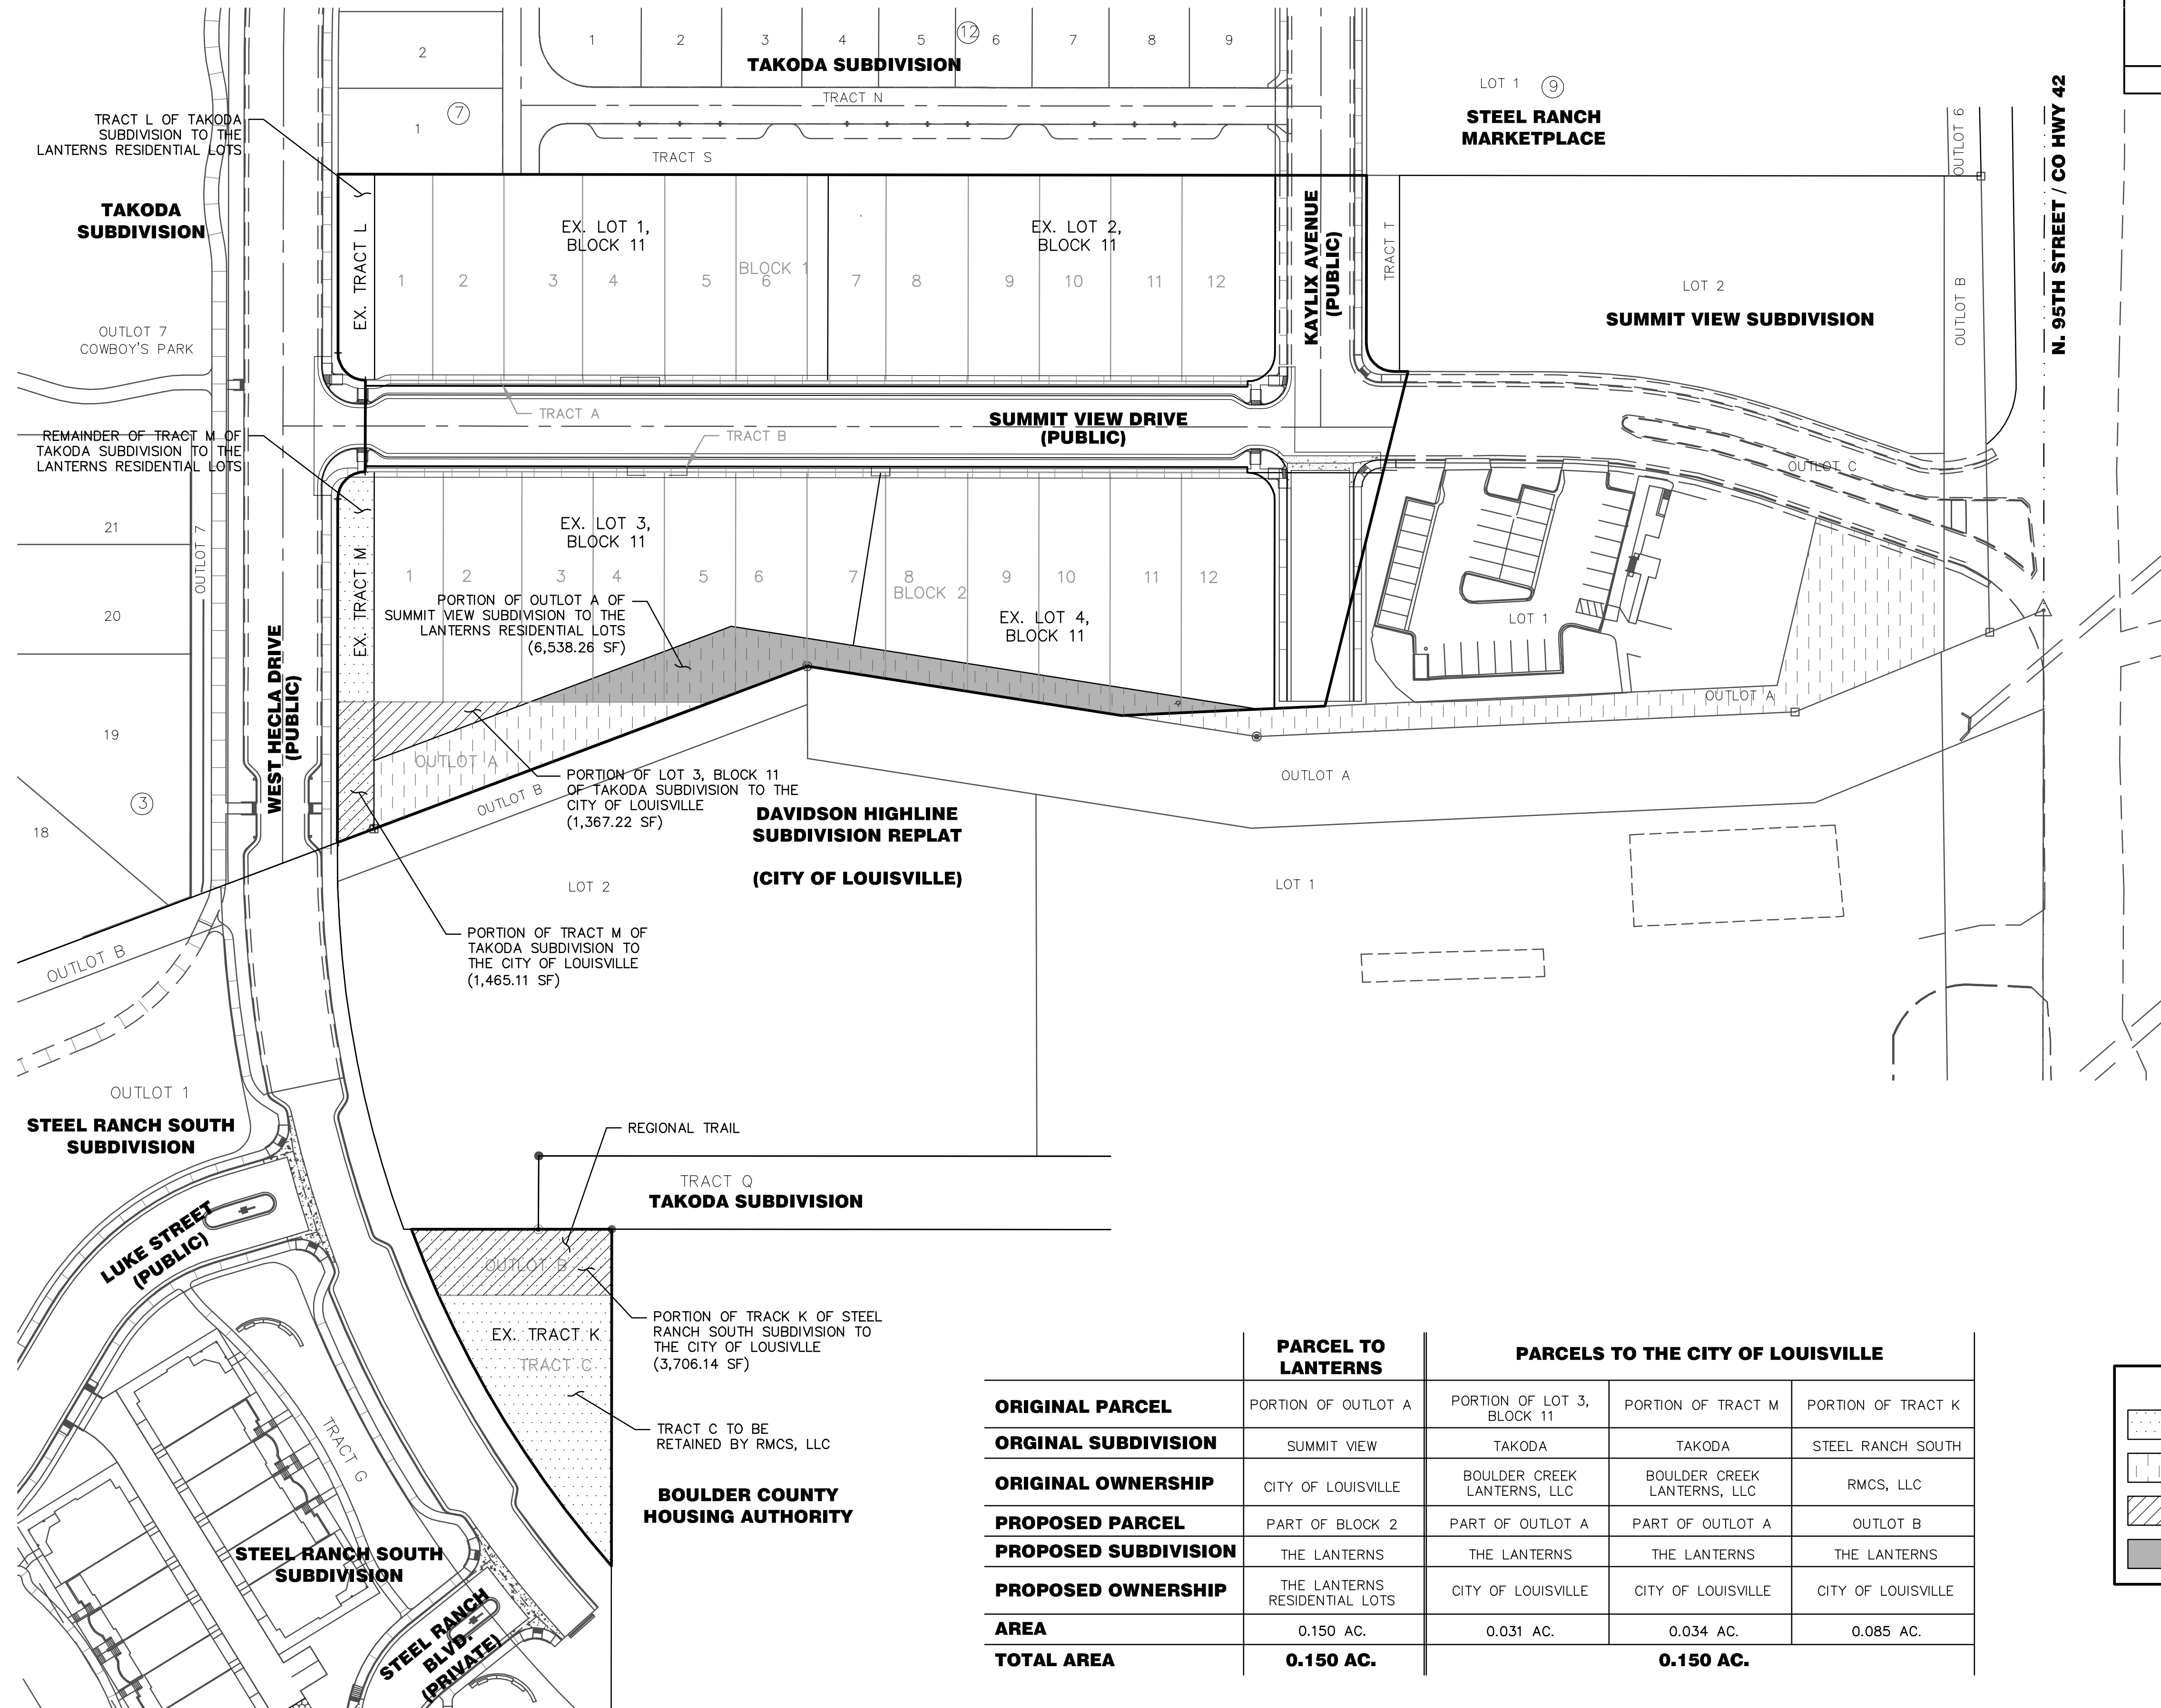 TAKODA SUBDIVISION
1
2
3
4
5
12
6
7
8
9
2
1
7
TRACT N
TRACT S
LOT 1
9
STEEL RANCH
MARKETPLACE
OUTLOT 6
N. 95TH STREET / CO HWY 42
TRACT L OF TAKODA
SUBDIVISION TO THE
LANTERNS RESIDENTIAL LOTS
TAKODA
SUBDIVISION
OUTLOT 7
COWBOY'S PARK
EX. TRACT L
EX. LOT 1,
BLOCK 11
EX. LOT 2,
BLOCK 11
BLOCK 1
1
2
3
4
5
6
7
8
9
10
11
12
KAYLIX AVENUE
(PUBLIC)
TRACT T
LOT 2
SUMMIT VIEW SUBDIVISION
OUTLOT B
TRACT A
SUMMIT VIEW DRIVE
(PUBLIC)
TRACT B
REMAINDER OF TRACT M OF
TAKODA SUBDIVISION TO THE
LANTERNS RESIDENTIAL LOTS
OUTLOT C
21
20
19
18
3
OUTLOT 7
WEST HECLA DRIVE
(PUBLIC)
EX. TRACT M
EX. LOT 3,
BLOCK 11
1
2
3
4
5
6
7
8
9
10
11
12
BLOCK 2
EX. LOT 4,
BLOCK 11
PORTION OF OUTLOT A OF
SUMMIT VIEW SUBDIVISION TO THE
LANTERNS RESIDENTIAL LOTS
(6,538.26 SF)
LOT 1
OUTLOT A
OUTLOT A
OUTLOT B
OUTLOT A
PORTION OF LOT 3, BLOCK 11
OF TAKODA SUBDIVISION TO THE
CITY OF LOUISVILLE
(1,367.22 SF)
DAVIDSON HIGHLINE
SUBDIVISION REPLAT
(CITY OF LOUISVILLE)
LOT 2
LOT 1
PORTION OF TRACT M OF
TAKODA SUBDIVISION TO
THE CITY OF LOUISVILLE
(1,465.11 SF)
OUTLOT B
OUTLOT 1
STEEL RANCH SOUTH
SUBDIVISION
REGIONAL TRAIL
TRACT Q
TAKODA SUBDIVISION
LUKE STREET
(PUBLIC)
OUTLOT B
PORTION OF TRACK K OF STEEL
RANCH SOUTH SUBDIVISION TO
THE CITY OF LOUSIVLLE
(3,706.14 SF)
EX. TRACT K
TRACT C
TRACT C TO BE
RETAINED BY RMCS, LLC
TRACT G
BOULDER COUNTY
HOUSING AUTHORITY
STEEL RANCH SOUTH
SUBDIVISION
STEEL RANCH
BLVD.
(PRIVATE)
PARCEL TO
LANTERNS
PARCELS TO THE CITY OF LOUISVILLE
ORIGINAL PARCEL
PORTION OF OUTLOT A
PORTION OF LOT 3,
BLOCK 11
PORTION OF TRACT M
PORTION OF TRACT K
ORGINAL SUBDIVISION
SUMMIT VIEW
TAKODA
TAKODA
STEEL RANCH SOUTH
ORIGINAL OWNERSHIP
CITY OF LOUISVILLE
BOULDER CREEK
LANTERNS, LLC
BOULDER CREEK
LANTERNS, LLC
RMCS, LLC
PROPOSED PARCEL
PART OF BLOCK 2
PART OF OUTLOT A
PART OF OUTLOT A
OUTLOT B
PROPOSED SUBDIVISION
THE LANTERNS
THE LANTERNS
THE LANTERNS
THE LANTERNS
PROPOSED OWNERSHIP
THE LANTERNS
RESIDENTIAL LOTS
CITY OF LOUISVILLE
CITY OF LOUISVILLE
CITY OF LOUISVILLE
AREA
0.150 AC.
0.031 AC.
0.034 AC.
0.085 AC.
TOTAL AREA
0.150 AC.
0.150 AC.